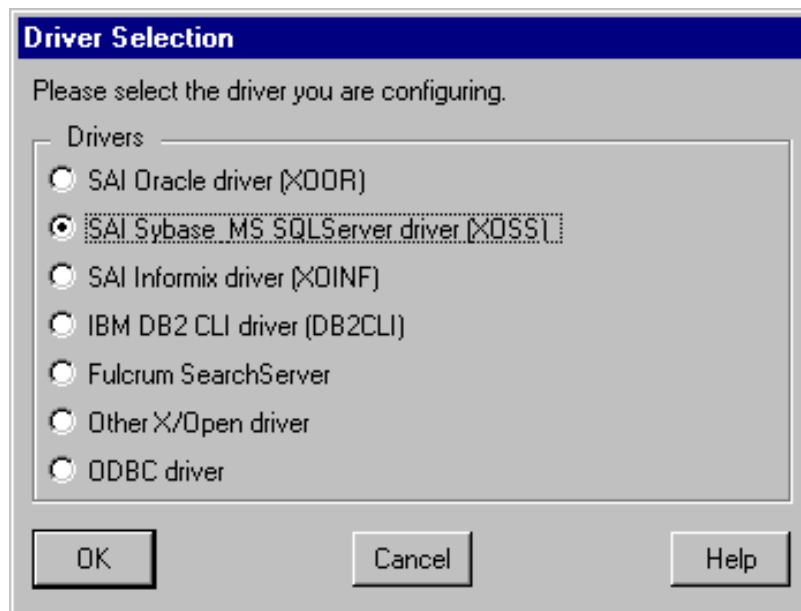 Driver Selection
Please select the driver you are configuring.
Drivers
SAI Oracle driver (XOOR)
SAI Sybase_MS SQLServer driver (XOSS)
SAI Informix driver (XOINF)
IBM DB2 CLI driver (DB2CLI)
Fulcrum SearchServer
Other X/Open driver
ODBC driver
OK Cancel Help